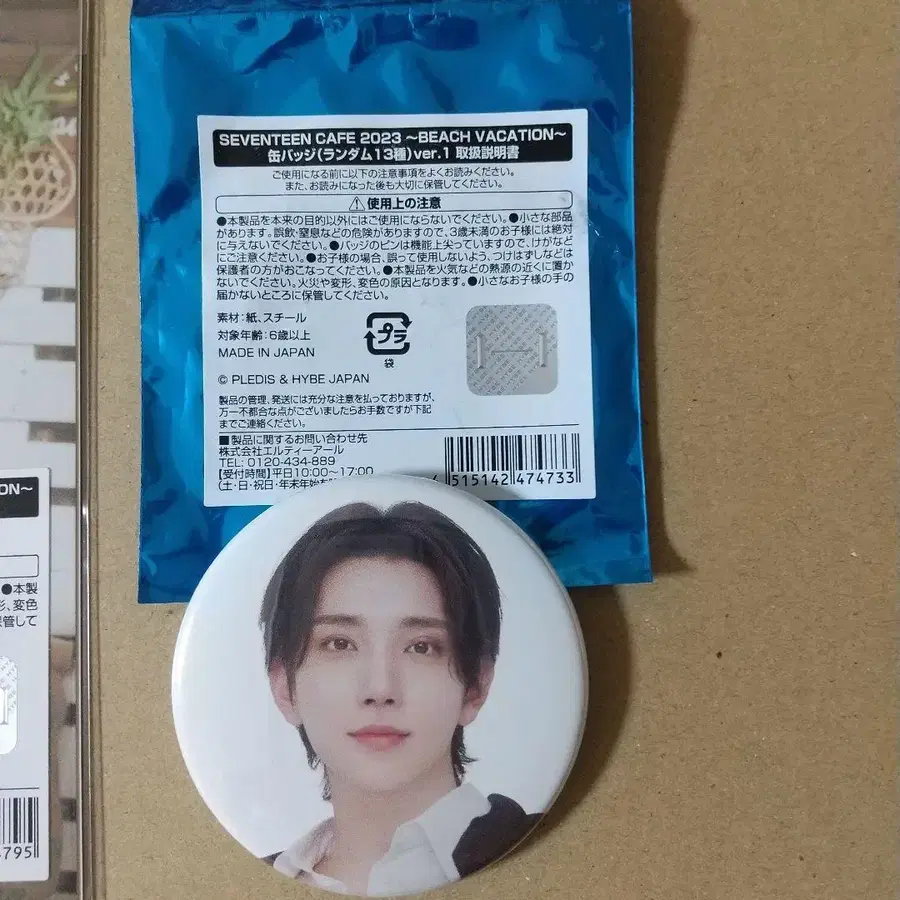 SEVENTEEN CAFE 2023 ～BEACH VACATION～
缶バッジ(ランダム13種)ver.1 取扱説明書
ご使用になる前に以下の注意事項をよくお読みください。
また、お読みになった後も大切に保管してください。
⚠使用上の注意
●本製品を本来の目的以外にはご使用にならないでください。●小さな部品
があります。誤飲・窒息などの危険がありますので、3歳未満のお子様には絶対
に与えないでください。●バッジのピンは機能上尖っていますので、けがなど
にご注意ください。●お子様の場合、誤って使用しないよう、つけはずしなどは
保護者の方がおこなってください。●本製品を火気などの熱源の近くに置か
ないでください。火災や変形、変色の原因となります。●小さなお子様の手の
届かないところに保管してください。
素材：紙、スチール
対象年齢：6歳以上
MADE IN JAPAN
プラ
袋
© PLEDIS & HYBE JAPAN
製品の管理、発送には充分な注意を払っておりますが、
万一不都合な点がございましたらお手数ですが下記
までご連絡ください。
■製品に関するお問い合わせ先
株式会社エルティーアール
TEL: 0120-434-889
【受付時間】平日10:00～17:00
(土・日・祝日・年末年始を
515142 474733
ON～
●本製
形、変色
保管して
795